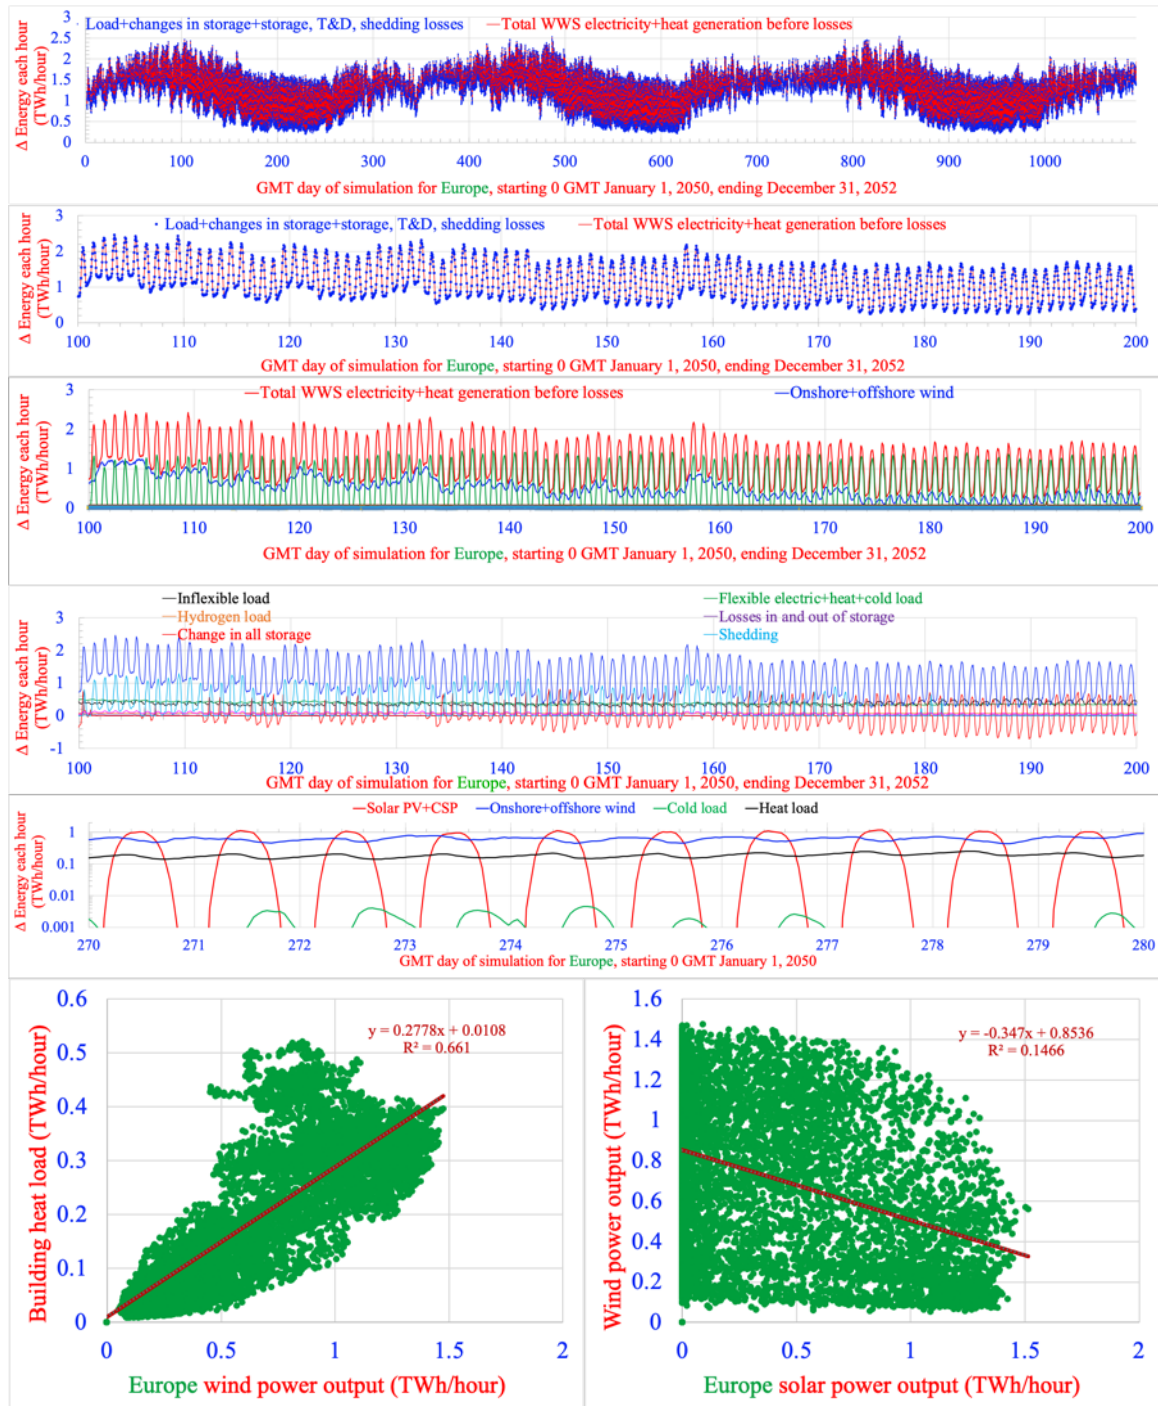 Load+changes in storage+storage, T&D, shedding losses —Total WWS electricity+heat generation before losses
Δ Energy each hour
(TWh/hour)
3
2.5
2
1.5
1
0.5
0
0 100 200 300 400 500 600 700 800 900 1000
GMT day of simulation for Europe, starting 0 GMT January 1, 2050, ending December 31, 2052
Load+changes in storage+storage, T&D, shedding losses —Total WWS electricity+heat generation before losses
Δ Energy each hour
(TWh/hour)
3
2
1
0
100 110 120 130 140 150 160 170 180 190 200
GMT day of simulation for Europe, starting 0 GMT January 1, 2050, ending December 31, 2052
—Total WWS electricity+heat generation before losses —Onshore+offshore wind
Δ Energy each hour
(TWh/hour)
3
2
1
0
100 110 120 130 140 150 160 170 180 190 200
GMT day of simulation for Europe, starting 0 GMT January 1, 2050, ending December 31, 2052
—Inflexible load —Flexible electric+heat+cold load
—Hydrogen load —Losses in and out of storage
—Change in all storage —Shedding
Δ Energy each hour
(TWh/hour)
3
2
1
0
-1
100 110 120 130 140 150 160 170 180 190 200
GMT day of simulation for Europe, starting 0 GMT January 1, 2050, ending December 31, 2052
—Solar PV+CSP —Onshore+offshore wind —Cold load —Heat load
Δ Energy each hour
(TWh/hour)
1
0.1
0.01
0.001
270 271 272 273 274 275 276 277 278 279 280
GMT day of simulation for Europe, starting 0 GMT January 1, 2050
Building heat load (TWh/hour)
0.6
0.5
0.4
0.3
0.2
0.1
0
y = 0.2778x + 0.0108
R² = 0.661
0 0.5 1 1.5 2
Europe wind power output (TWh/hour)
Wind power output (TWh/hour)
1.6
1.4
1.2
1
0.8
0.6
0.4
0.2
0
y = -0.347x + 0.8536
R² = 0.1466
0 0.5 1 1.5 2
Europe solar power output (TWh/hour)